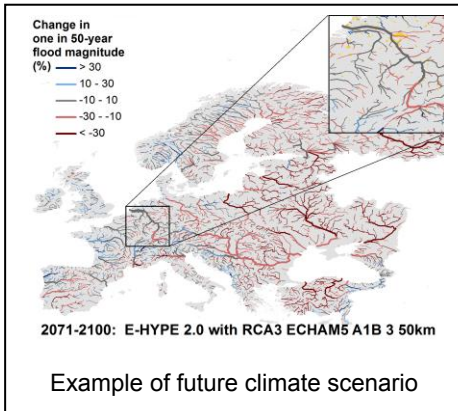 Change in
one in 50-year
flood magnitude
(%)
> 30
10 - 30
-10 - 10
-30 - -10
< -30
2071-2100: E-HYPE 2.0 with RCA3 ECHAM5 A1B 3 50km
Example of future climate scenario